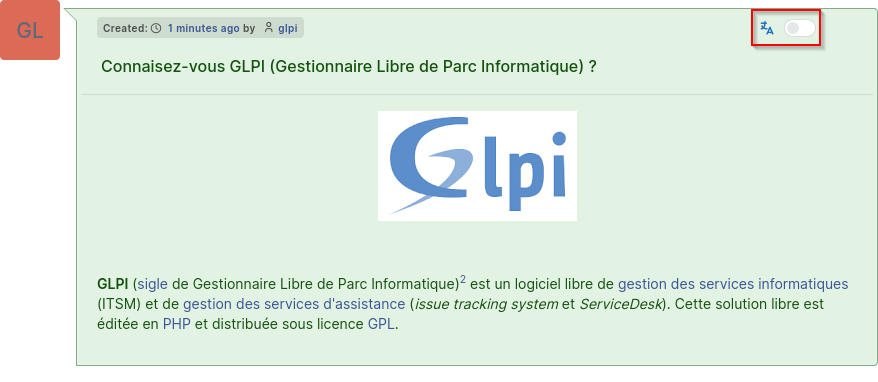 GL
Created: 1 minutes ago by glpi
Connaisez-vous GLPI (Gestionnaire Libre de Parc Informatique) ?
Glpi
GLPI (sigle de Gestionnaire Libre de Parc Informatique)2 est un logiciel libre de gestion des services informatiques
(ITSM) et de gestion des services d'assistance (issue tracking system et ServiceDesk). Cette solution libre est
éditée en PHP et distribuée sous licence GPL.